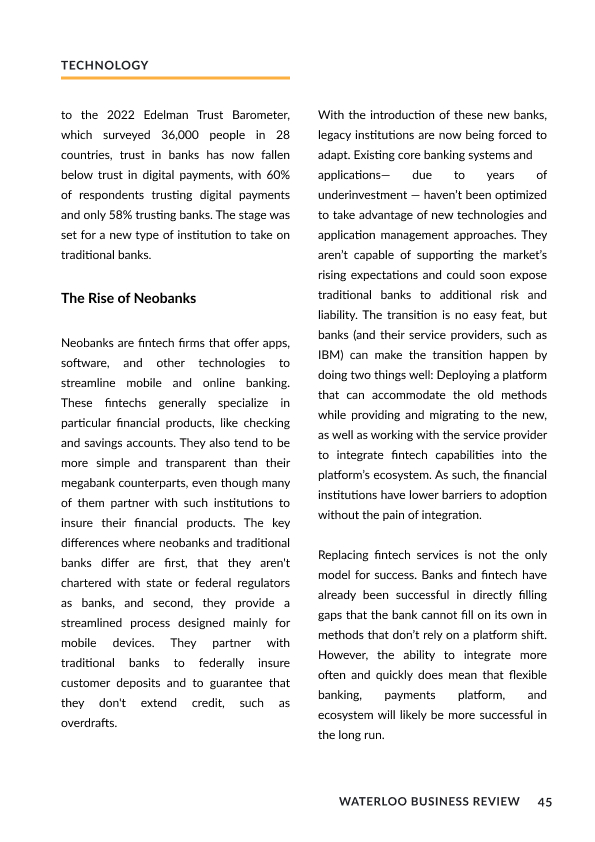 TECHNOLOGY
to the 2022 Edelman Trust Barometer,
which surveyed 36,000 people in 28
countries, trust in banks has now fallen
below trust in digital payments, with 60%
of respondents trusting digital payments
and only 58% trusting banks. The stage was
set for a new type of institution to take on
traditional banks.
The Rise of Neobanks
Neobanks are fintech firms that offer apps,
software, and other technologies to
streamline mobile and online banking.
These fintechs generally specialize in
particular financial products, like checking
and savings accounts. They also tend to be
more simple and transparent than their
megabank counterparts, even though many
of them partner with such institutions to
insure their financial products. The key
differences where neobanks and traditional
banks differ are first, that they aren't
chartered with state or federal regulators
as banks, and second, they provide a
streamlined process designed mainly for
mobile devices. They partner with
traditional banks to federally insure
customer deposits and to guarantee that
they don't extend credit, such as
overdrafts.
With the introduction of these new banks,
legacy institutions are now being forced to
adapt. Existing core banking systems and
applications— due to years of
underinvestment — haven’t been optimized
to take advantage of new technologies and
application management approaches. They
aren’t capable of supporting the market’s
rising expectations and could soon expose
traditional banks to additional risk and
liability. The transition is no easy feat, but
banks (and their service providers, such as
IBM) can make the transition happen by
doing two things well: Deploying a platform
that can accommodate the old methods
while providing and migrating to the new,
as well as working with the service provider
to integrate fintech capabilities into the
platform’s ecosystem. As such, the financial
institutions have lower barriers to adoption
without the pain of integration.
Replacing fintech services is not the only
model for success. Banks and fintech have
already been successful in directly filling
gaps that the bank cannot fill on its own in
methods that don’t rely on a platform shift.
However, the ability to integrate more
often and quickly does mean that flexible
banking, payments platform, and
ecosystem will likely be more successful in
the long run.
WATERLOO BUSINESS REVIEW 45